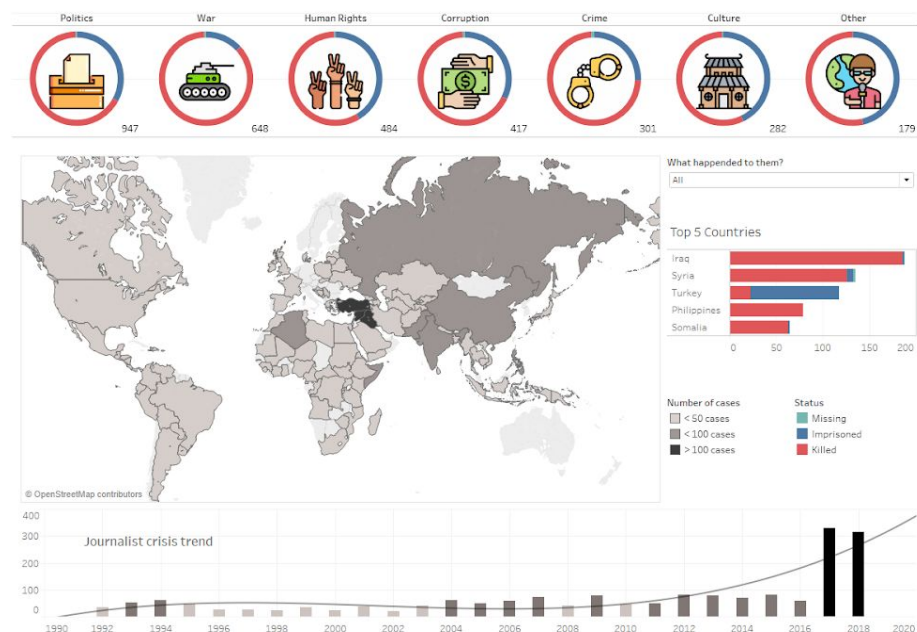 Politics War Human Rights Corruption Crime Culture Other
947 648 484 417 301 282 179
What happended to them?
All
Top 5 Countries
Iraq
Syria
Turkey
Philippines
Somalia
0 50 100 150 200
Number of cases
< 50 cases
< 100 cases
> 100 cases
Status
Missing
Imprisoned
Killed
© OpenStreetMap contributors
Journalist crisis trend
400
300
200
100
0
1990 1992 1994 1996 1998 2000 2002 2004 2006 2008 2010 2012 2014 2016 2018 2020